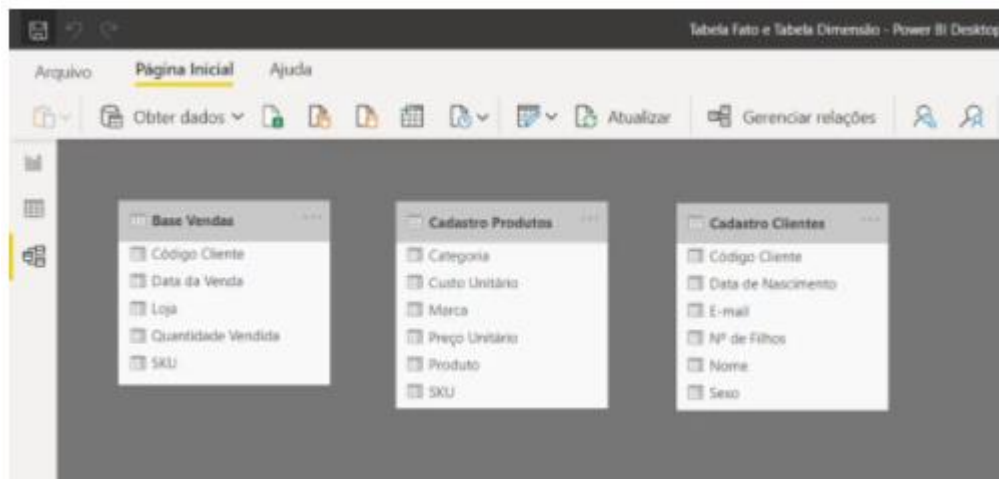 Tabela Fato e Tabela Dimensão - Power BI Desktop
Arquivo Página Inicial Ajuda
Obter dados Atualizar Gerenciar relações
Base Vendas
Código Cliente
Data da Venda
Loja
Quantidade Vendida
SKU
Cadastro Produtos
Categoria
Custo Unitário
Marca
Preço Unitário
Produto
SKU
Cadastro Clientes
Código Cliente
Data de Nascimento
E-mail
Nº de Filhos
Nome
Sexo